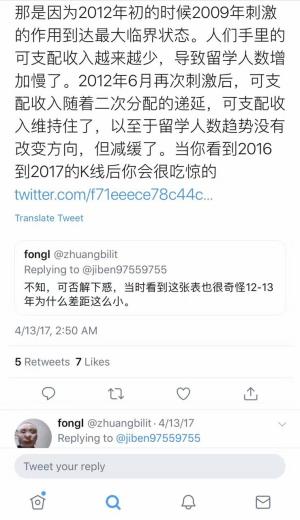 那是因为2012年初的时候2009年刺激
的作用到达最大临界状态。人们手里的
可支配收入越来越少，导致留学人数增
加慢了。2012年6月再次刺激后，可支
配收入随着二次分配的递延，可支配收
入维持住了，以至于留学人数趋势没有
改变方向，但减缓了。当你看到2016
到2017的K线后你会很吃惊的
twitter.com/f71eeece78c44c...
Translate Tweet
fongl @zhuangbilit
Replying to @jiben97559755
不知，可否解下惑，当时看到这张表也很奇怪12-13
年为什么差距这么小。
4/13/17, 2:50 AM
5 Retweets 7 Likes
fongl @zhuangbilit · 4/13/17
Replying to @jiben97559755
Tweet your reply